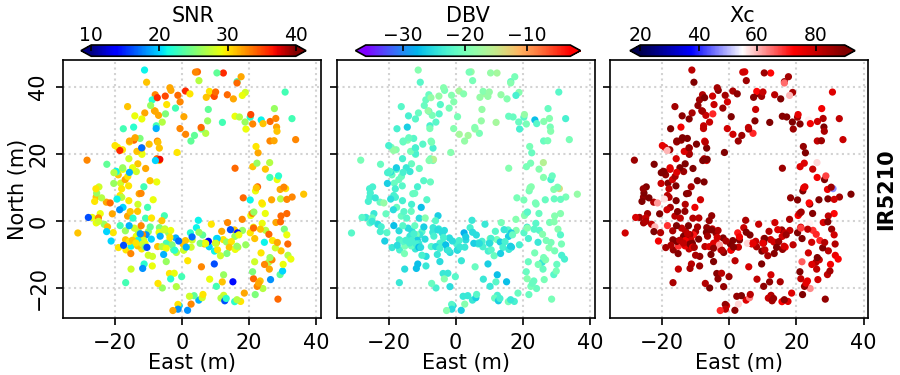 SNR DBV Xc
10 20 30 40 −30 −20 −10 20 40 60 80
40
20
0
−20
North (m)
IR5210
−20 0 20 40 −20 0 20 40 −20 0 20 40
East (m) East (m) East (m)